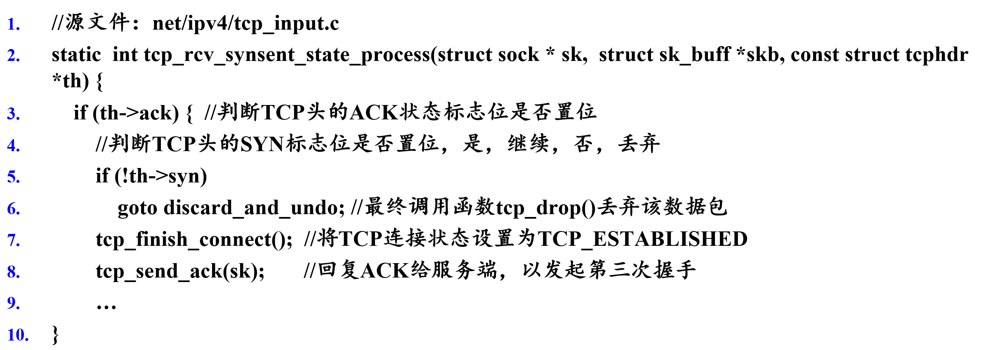 1. //源文件：net/ipv4/tcp_input.c
2. static int tcp_rcv_synsent_state_process(struct sock * sk, struct sk_buff *skb, const struct tcphdr
*th) {
3. if (th->ack) { //判断TCP头的ACK状态标志位是否置位
4. //判断TCP头的SYN标志位是否置位，是，继续，否，丢弃
5. if (!th->syn)
6. goto discard_and_undo; //最终调用函数tcp_drop()丢弃该数据包
7. tcp_finish_connect(); //将TCP连接状态设置为TCP_ESTABLISHED
8. tcp_send_ack(sk); //回复ACK给服务端，以发起第三次握手
9. …
10. }